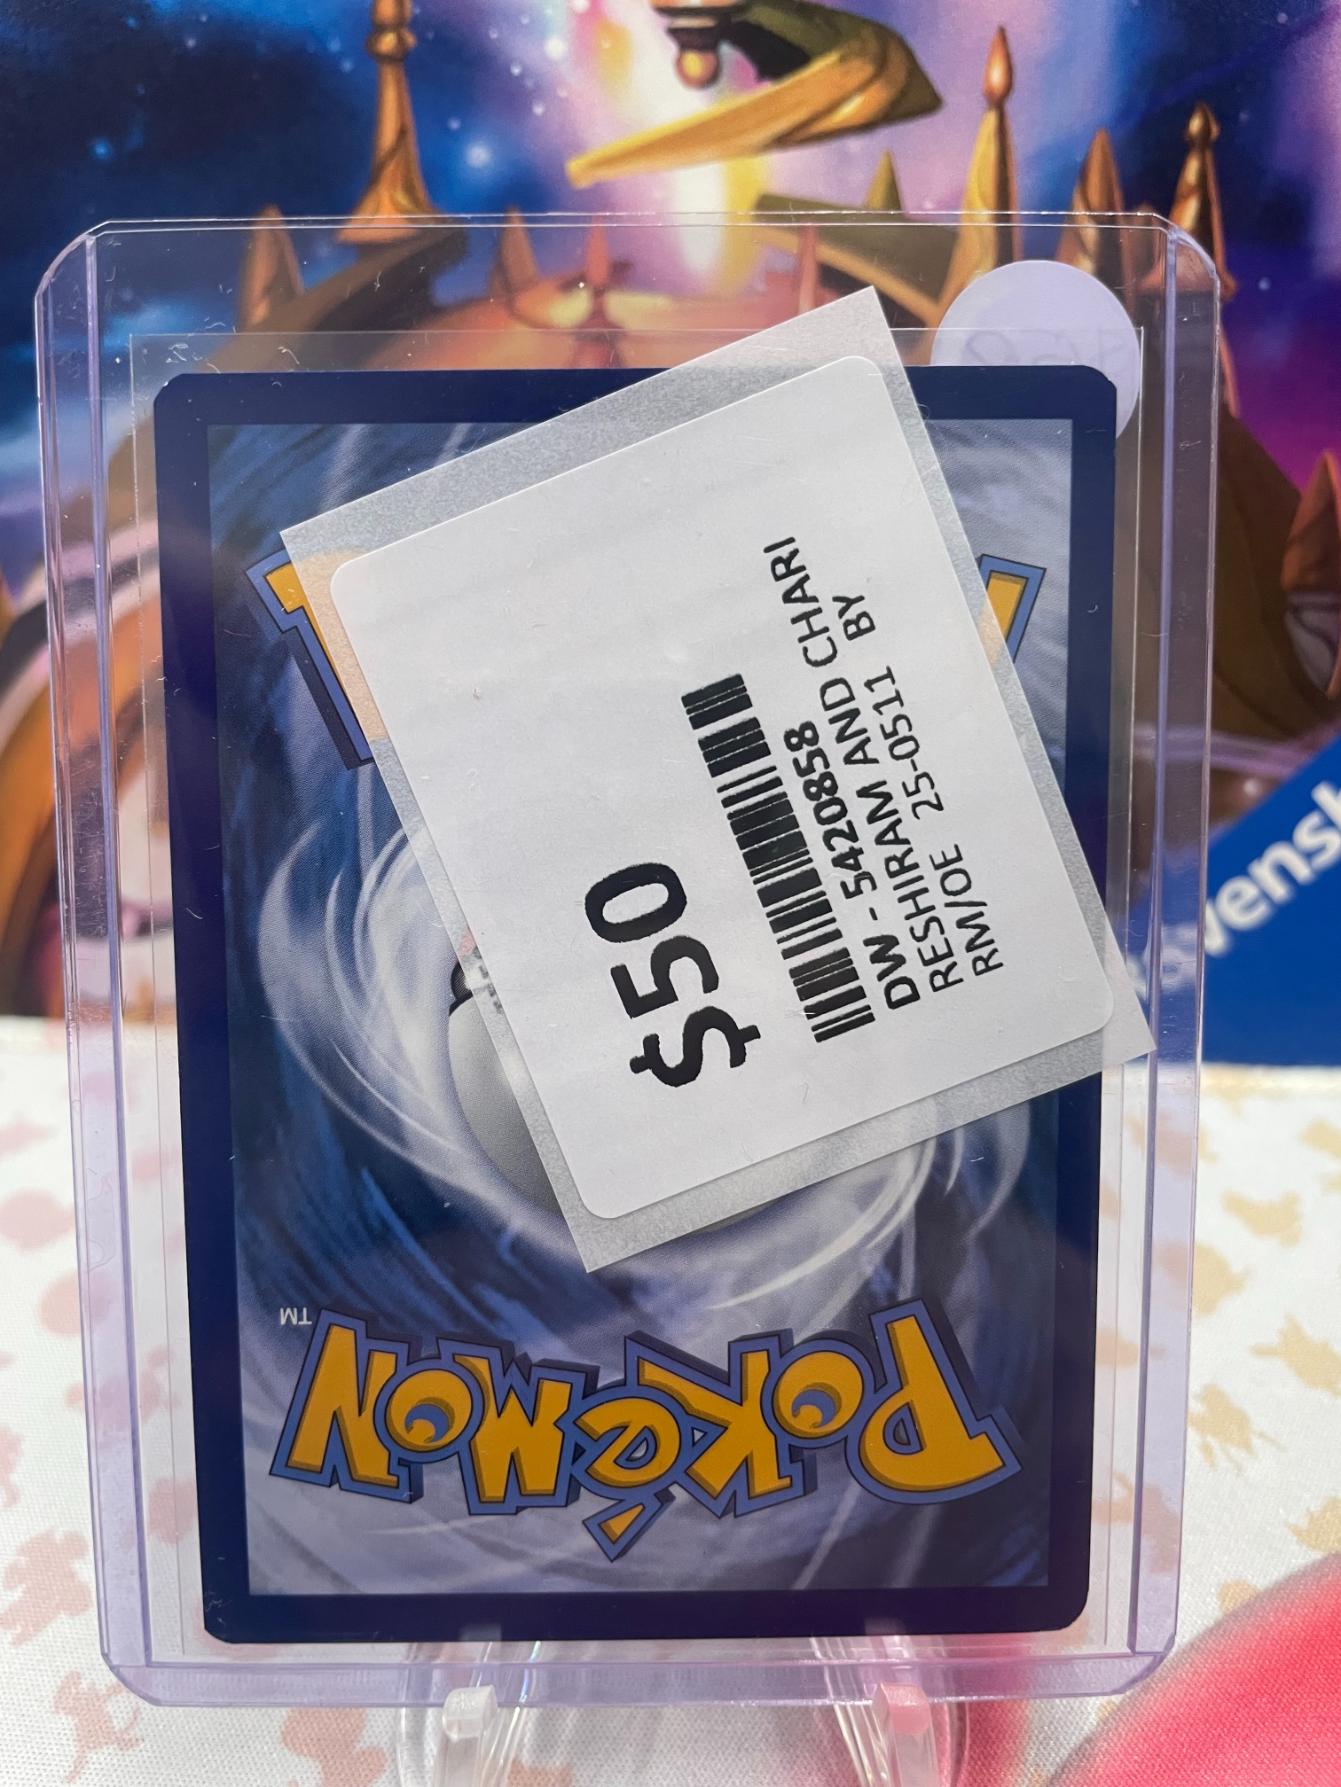 $50
DW - 5420858
RESHIRAM AND CHARI
RM/OE 25-0511 BY
POKéMON
TM